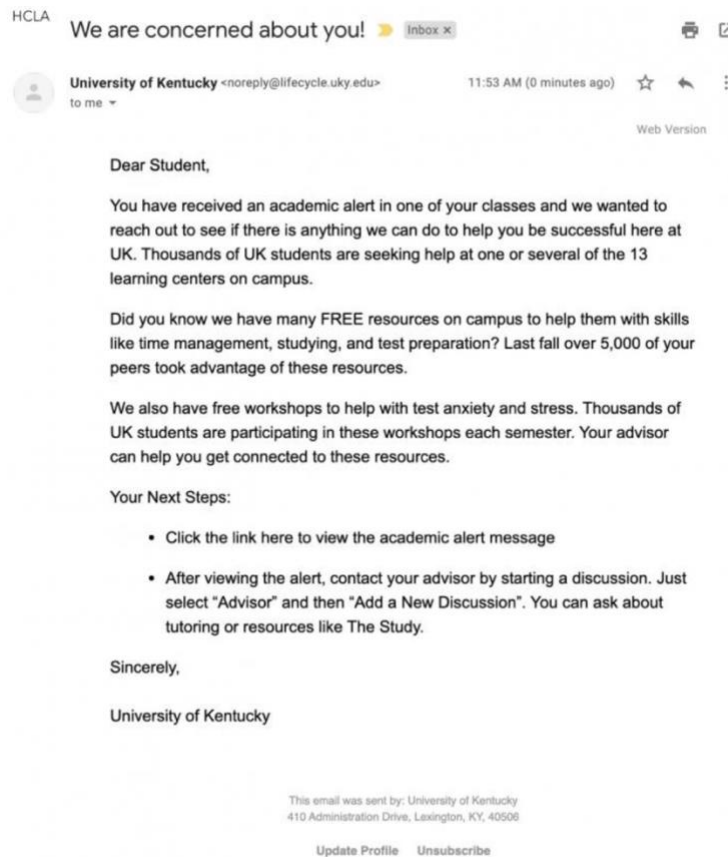 HCLA
We are concerned about you! Inbox ×
University of Kentucky <noreply@lifecycle.uky.edu> 11:53 AM (0 minutes ago)
to me
Web Version
Dear Student,
You have received an academic alert in one of your classes and we wanted to
reach out to see if there is anything we can do to help you be successful here at
UK. Thousands of UK students are seeking help at one or several of the 13
learning centers on campus.
Did you know we have many FREE resources on campus to help them with skills
like time management, studying, and test preparation? Last fall over 5,000 of your
peers took advantage of these resources.
We also have free workshops to help with test anxiety and stress. Thousands of
UK students are participating in these workshops each semester. Your advisor
can help you get connected to these resources.
Your Next Steps:
• Click the link here to view the academic alert message
• After viewing the alert, contact your advisor by starting a discussion. Just
select “Advisor” and then “Add a New Discussion”. You can ask about
tutoring or resources like The Study.
Sincerely,
University of Kentucky
This email was sent by: University of Kentucky
410 Administration Drive, Lexington, KY, 40506
Update Profile Unsubscribe